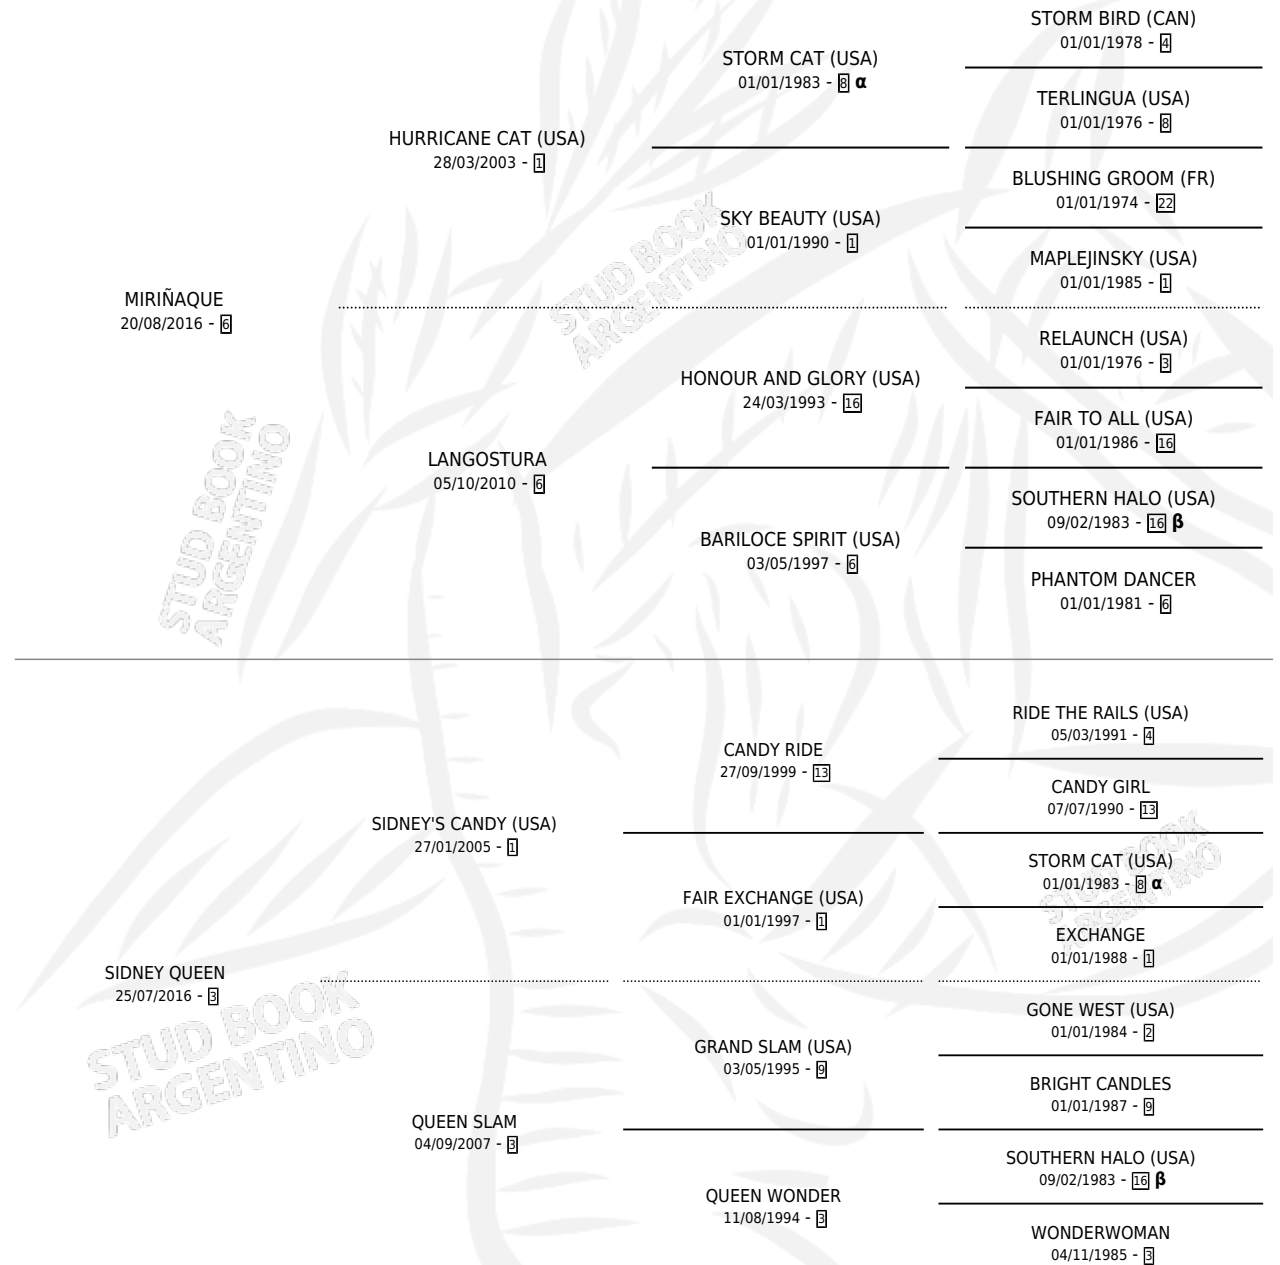 STORM BIRD (CAN)
01/01/1978 - 4
STORM CAT (USA)
01/01/1983 - 8 α
TERLINGUA (USA)
01/01/1976 - 8
HURRICANE CAT (USA)
28/03/2003 - 1
BLUSHING GROOM (FR)
01/01/1974 - 22
SKY BEAUTY (USA)
01/01/1990 - 1
MAPLEJINSKY (USA)
01/01/1985 - 1
MIRIÑAQUE
20/08/2016 - 6
RELAUNCH (USA)
01/01/1976 - 3
HONOUR AND GLORY (USA)
24/03/1993 - 16
FAIR TO ALL (USA)
01/01/1986 - 16
LANGOSTURA
05/10/2010 - 6
SOUTHERN HALO (USA)
09/02/1983 - 16 β
BARILOCE SPIRIT (USA)
03/05/1997 - 6
PHANTOM DANCER
01/01/1981 - 6
RIDE THE RAILS (USA)
05/03/1991 - 4
CANDY RIDE
27/09/1999 - 13
CANDY GIRL
07/07/1990 - 13
SIDNEY'S CANDY (USA)
27/01/2005 - 1
STORM CAT (USA)
01/01/1983 - 8 α
FAIR EXCHANGE (USA)
01/01/1997 - 1
EXCHANGE
01/01/1988 - 1
SIDNEY QUEEN
25/07/2016 - 3
GONE WEST (USA)
01/01/1984 - 2
GRAND SLAM (USA)
03/05/1995 - 9
BRIGHT CANDLES
01/01/1987 - 9
QUEEN SLAM
04/09/2007 - 3
SOUTHERN HALO (USA)
09/02/1983 - 16 β
QUEEN WONDER
11/08/1994 - 3
WONDERWOMAN
04/11/1985 - 3
STUD BOOK
ARGENTINO
STUD BOOK
ARGENTINO
STUD BOOK
ARGENTINO
STUD BOOK
ARGENTINO